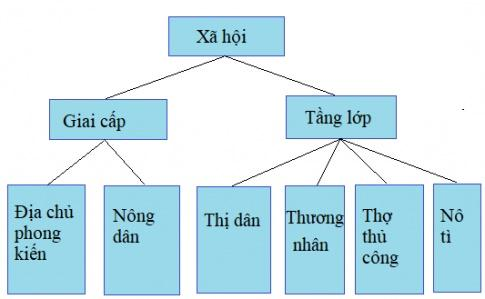 Xã hội
Giai cấp
Tầng lớp
Địa chủ
phong
kiến
Nông
dân
Thị dân
Thương
nhân
Thợ
thủ
công
Nô
tì